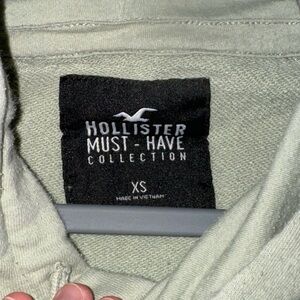 HOLLISTER
MUST - HAVE
COLLECTION
XS
MADE IN VIETNAM